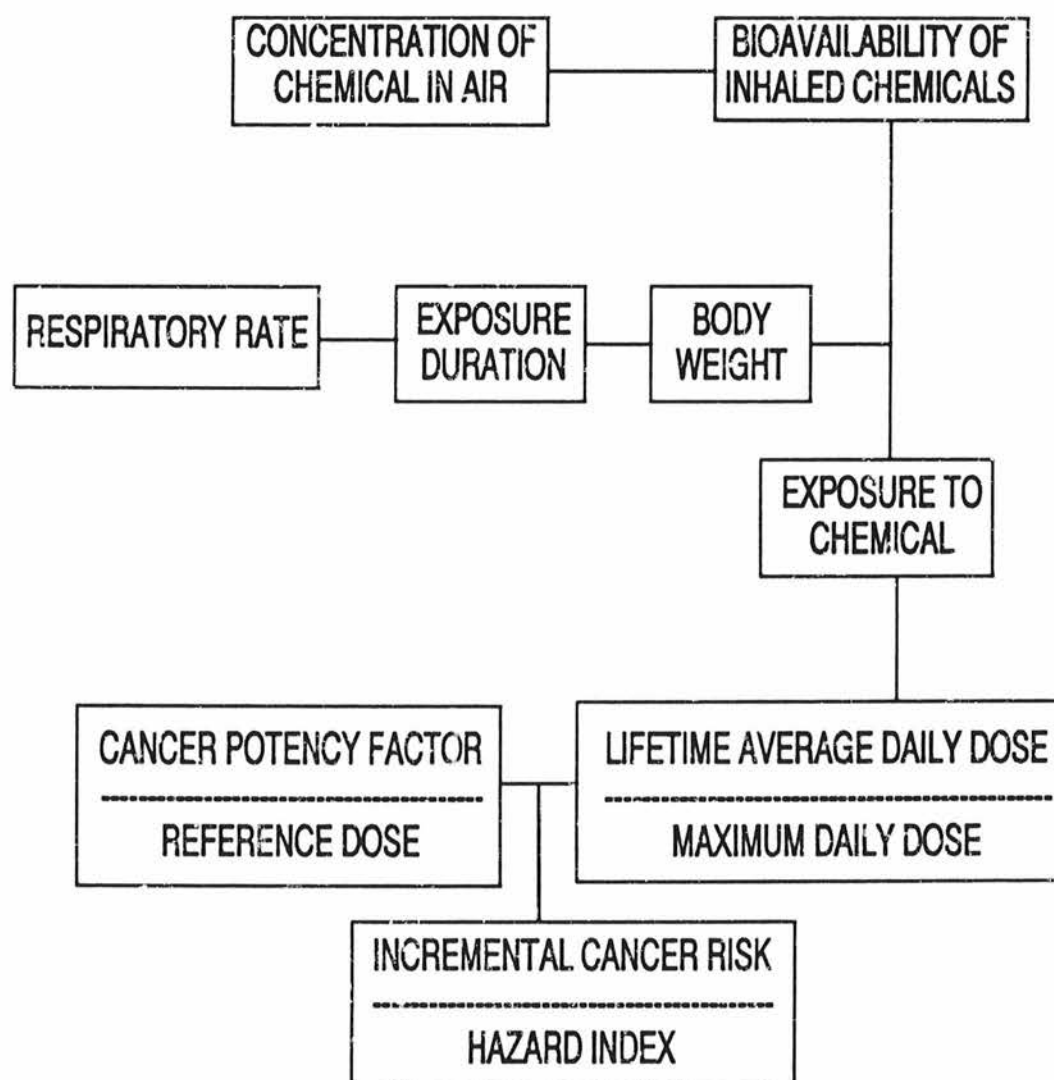 CONCENTRATION OF
CHEMICAL IN AIR
BIOAVAILABILITY OF
INHALED CHEMICALS
RESPIRATORY RATE
EXPOSURE
DURATION
BODY
WEIGHT
EXPOSURE TO
CHEMICAL
CANCER POTENCY FACTOR
REFERENCE DOSE
LIFETIME AVERAGE DAILY DOSE
MAXIMUM DAILY DOSE
INCREMENTAL CANCER RISK
HAZARD INDEX